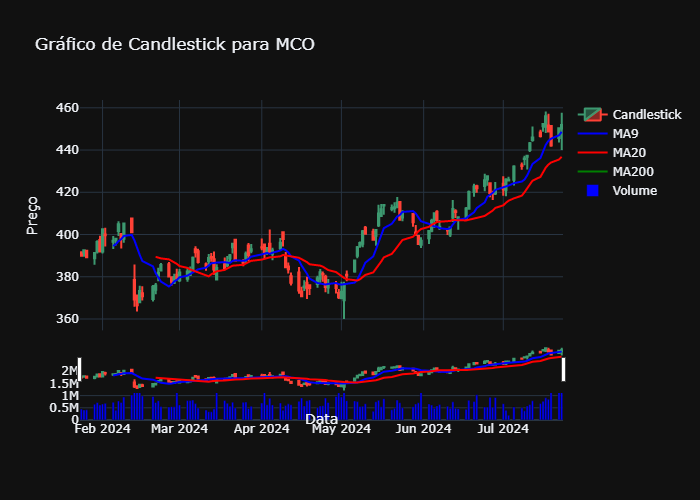 Gráfico de Candlestick para MCO
Preço
460
440
420
400
380
360
Candlestick
MA9
MA20
MA200
Volume
2M
1.5M
1M
0.5M
0
Feb 2024 Mar 2024 Apr 2024 May 2024 Jun 2024 Jul 2024
Data